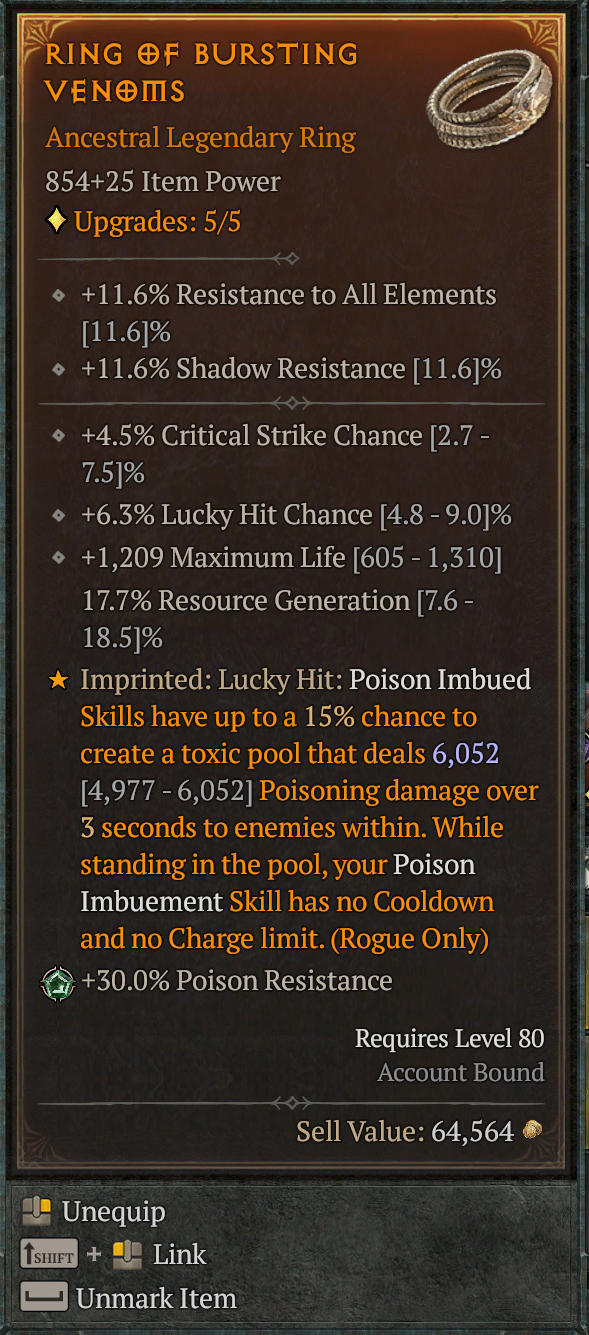 RING OF BURSTING
VENOMS
Ancestral Legendary Ring
854+25 Item Power
Upgrades: 5/5
+11.6% Resistance to All Elements
[11.6]%
+11.6% Shadow Resistance [11.6]%
+4.5% Critical Strike Chance [2.7 -
7.5]%
+6.3% Lucky Hit Chance [4.8 - 9.0]%
+1,209 Maximum Life [605 - 1,310]
17.7% Resource Generation [7.6 -
18.5]%
Imprinted: Lucky Hit: Poison Imbued
Skills have up to a 15% chance to
create a toxic pool that deals 6,052
[4,977 - 6,052] Poisoning damage over
3 seconds to enemies within. While
standing in the pool, your Poison
Imbuement Skill has no Cooldown
and no Charge limit. (Rogue Only)
+30.0% Poison Resistance
Requires Level 80
Account Bound
Sell Value: 64,564
Unequip
SHIFT + Link
Unmark Item